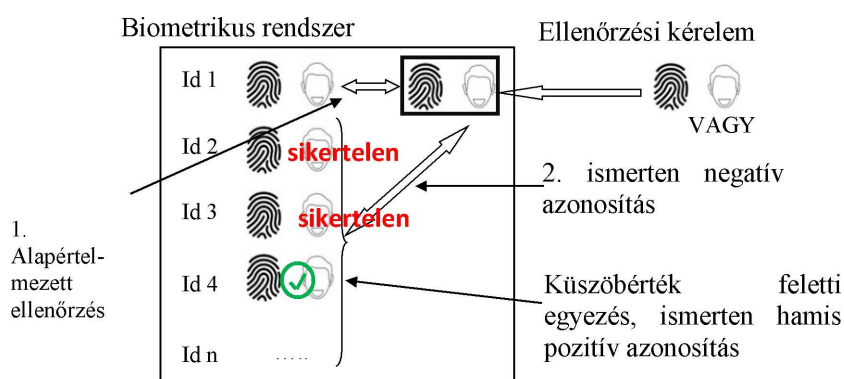 Biometrikus rendszer
Ellenőrzési kérelem
Id 1
VAGY
Id 2
sikertelen
2. ismerten negatív
azonosítás
Id 3
sikertelen
1.
Alapértel-
mezett
ellenőrzés
Id 4
Küszöbérték feletti
egyezés, ismerten hamis
pozitív azonosítás
Id n
.....